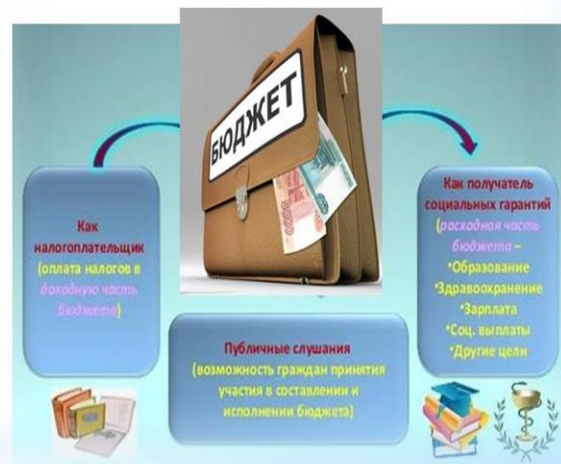 БЮДЖЕТ
Как
налогоплательщик
(оплата налогов в
доходную часть
бюджета)
Публичные слушания
(возможность граждан принятия
участия в составлении и
исполнении бюджета)
Как получатель
социальных гарантий
(расходная часть
бюджета –
•Образование
•Здравоохранение
•Зарплата
•Соц. выплаты
•Другие цели